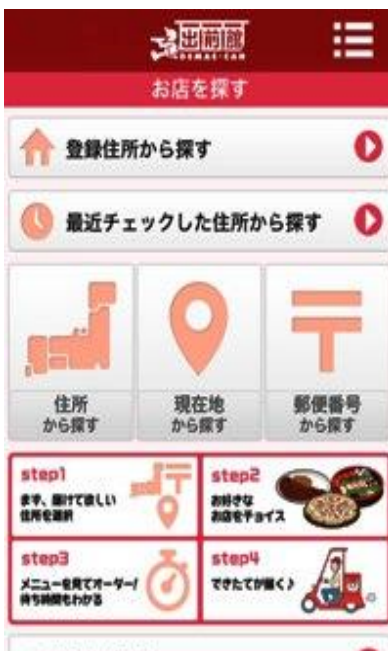 出前館
DEMAE-CAN
お店を探す
登録住所から探す
最近チェックした住所から探す
住所
から探す
現在地
から探す
郵便番号
から探す
step1
まず、届けて欲しい
住所を選択
step2
お好きな
お店をチョイス
step3
メニューを見てオーダー/
待ち時間もわかる
step4
できたてが届く♪